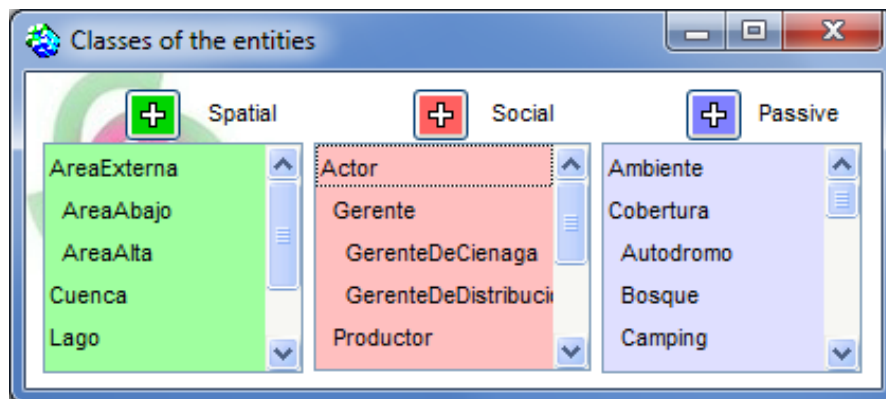 Classes of the entities
Spatial
Social
Passive
AreaExterna
AreaAbajo
AreaAlta
Cuenca
Lago
Actor
Gerente
GerenteDeCienaga
GerenteDeDistribuci
Productor
Ambiente
Cobertura
Autodromo
Bosque
Camping